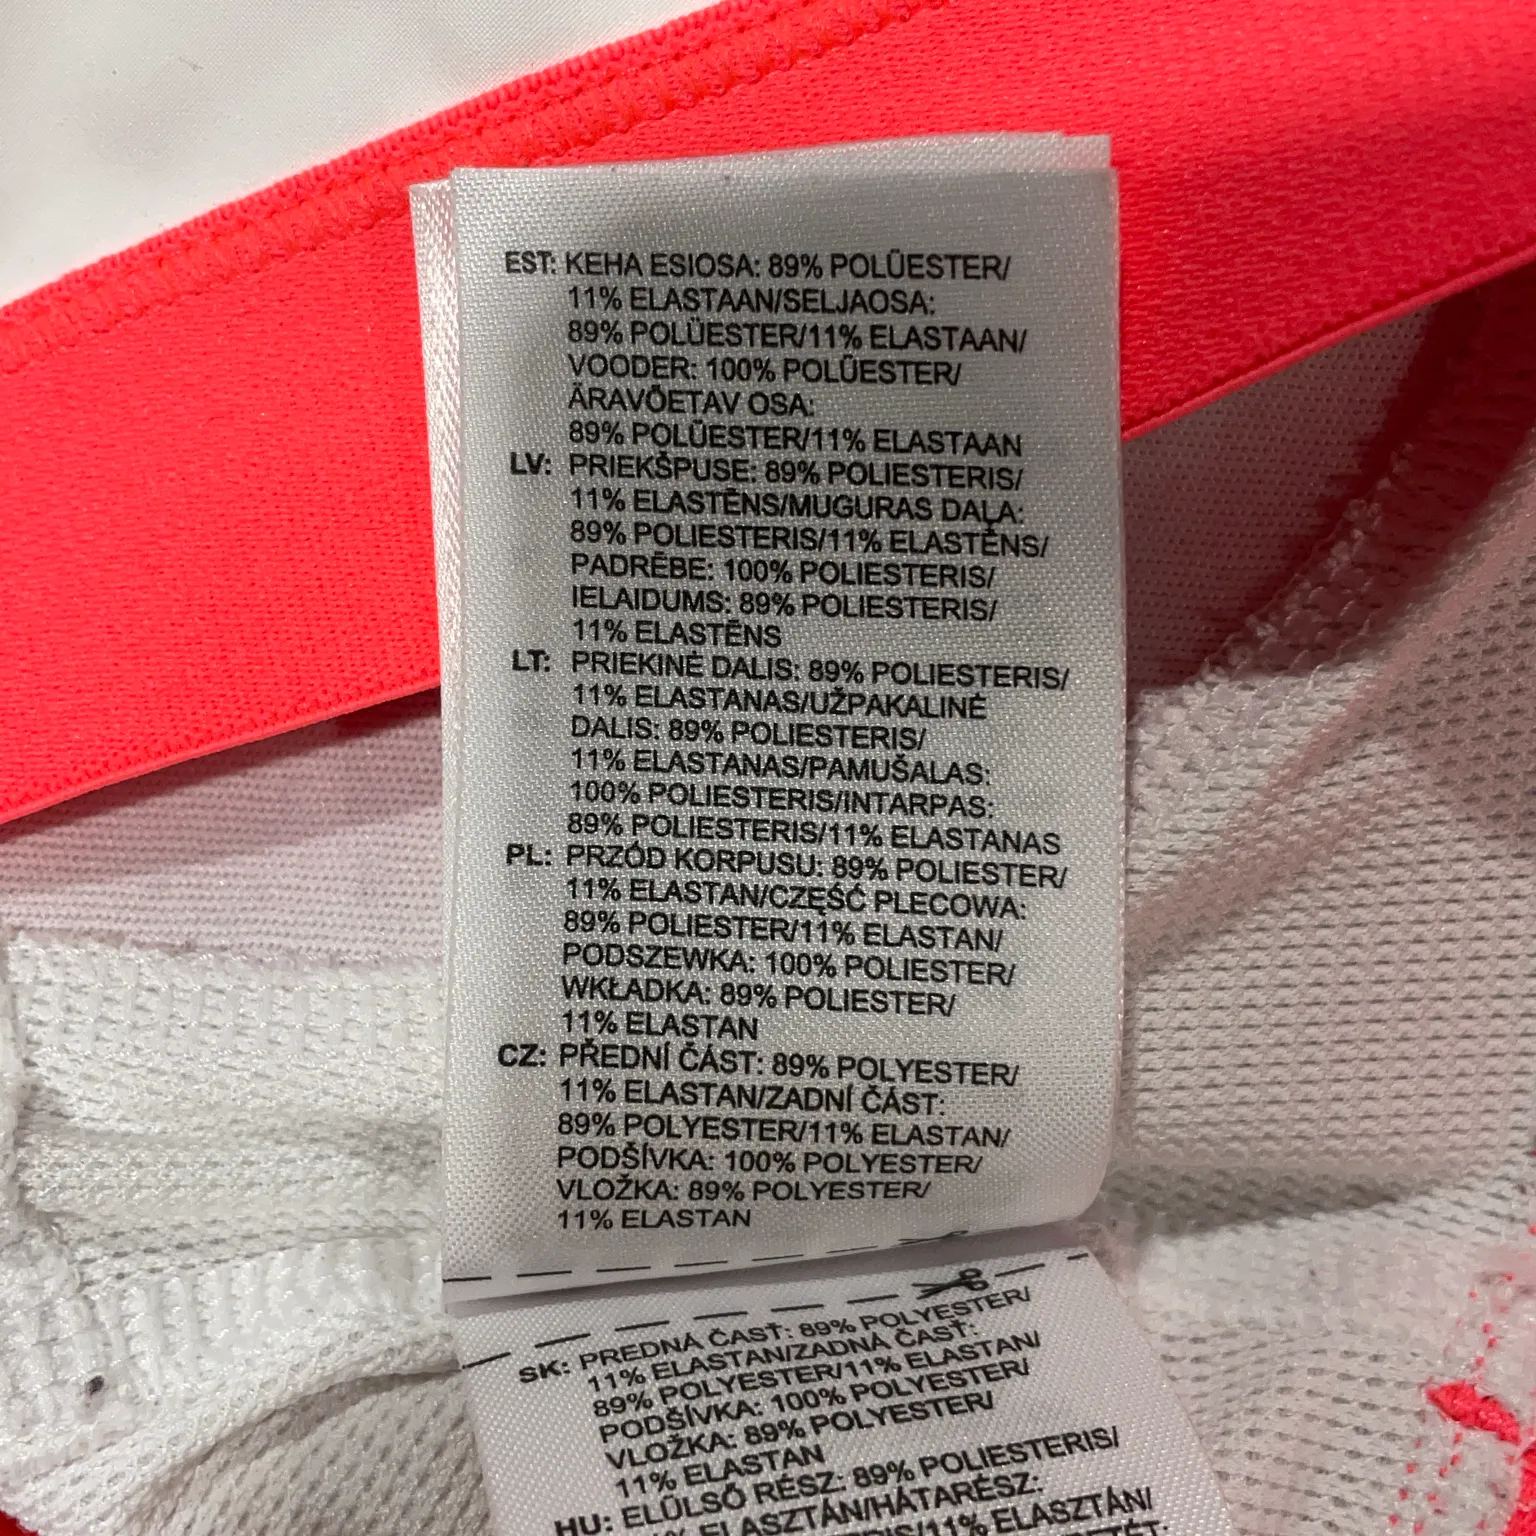 EST: KEHA ESIOSA: 89% POLÜESTER/
11% ELASTAAN/SELJAOSA:
89% POLÜESTER/11% ELASTAAN/
VOODER: 100% POLÜESTER/
ÄRAVÕETAV OSA:
89% POLÜESTER/11% ELASTAAN
LV: PRIEKŠPUSE: 89% POLIESTERIS/
11% ELASTĒNS/MUGURAS DAĻA:
89% POLIESTERIS/11% ELASTĒNS/
PADRĒBE: 100% POLIESTERIS/
IELAIDUMS: 89% POLIESTERIS/
11% ELASTĒNS
LT: PRIEKINĖ DALIS: 89% POLIESTERIS/
11% ELASTANAS/UŽPAKALINĖ
DALIS: 89% POLIESTERIS/
11% ELASTANAS/PAMUŠALAS:
100% POLIESTERIS/INTARPAS:
89% POLIESTERIS/11% ELASTANAS
PL: PRZÓD KORPUSU: 89% POLIESTER/
11% ELASTAN/CZĘŚĆ PLECOWA:
89% POLIESTER/11% ELASTAN/
PODSZEWKA: 100% POLIESTER/
WKŁADKA: 89% POLIESTER/
11% ELASTAN
CZ: PŘEDNÍ ČÁST: 89% POLYESTER/
11% ELASTAN/ZADNÍ ČÁST:
89% POLYESTER/11% ELASTAN/
PODŠÍVKA: 100% POLYESTER/
VLOŽKA: 89% POLYESTER/
11% ELASTAN
SK: PREDNÁ ČASŤ: 89% POLYESTER/
11% ELASTAN/ZADNÁ ČASŤ:
89% POLYESTER/11% ELASTAN/
PODŠÍVKA: 100% POLYESTER/
VLOŽKA: 89% POLYESTER/
11% ELASTAN
HU: ELÜLSŐ RÉSZ: 89% POLIESTERIS/
ELASZTÁN/HÁTARÉSZ:
11% ELASZTÁN/